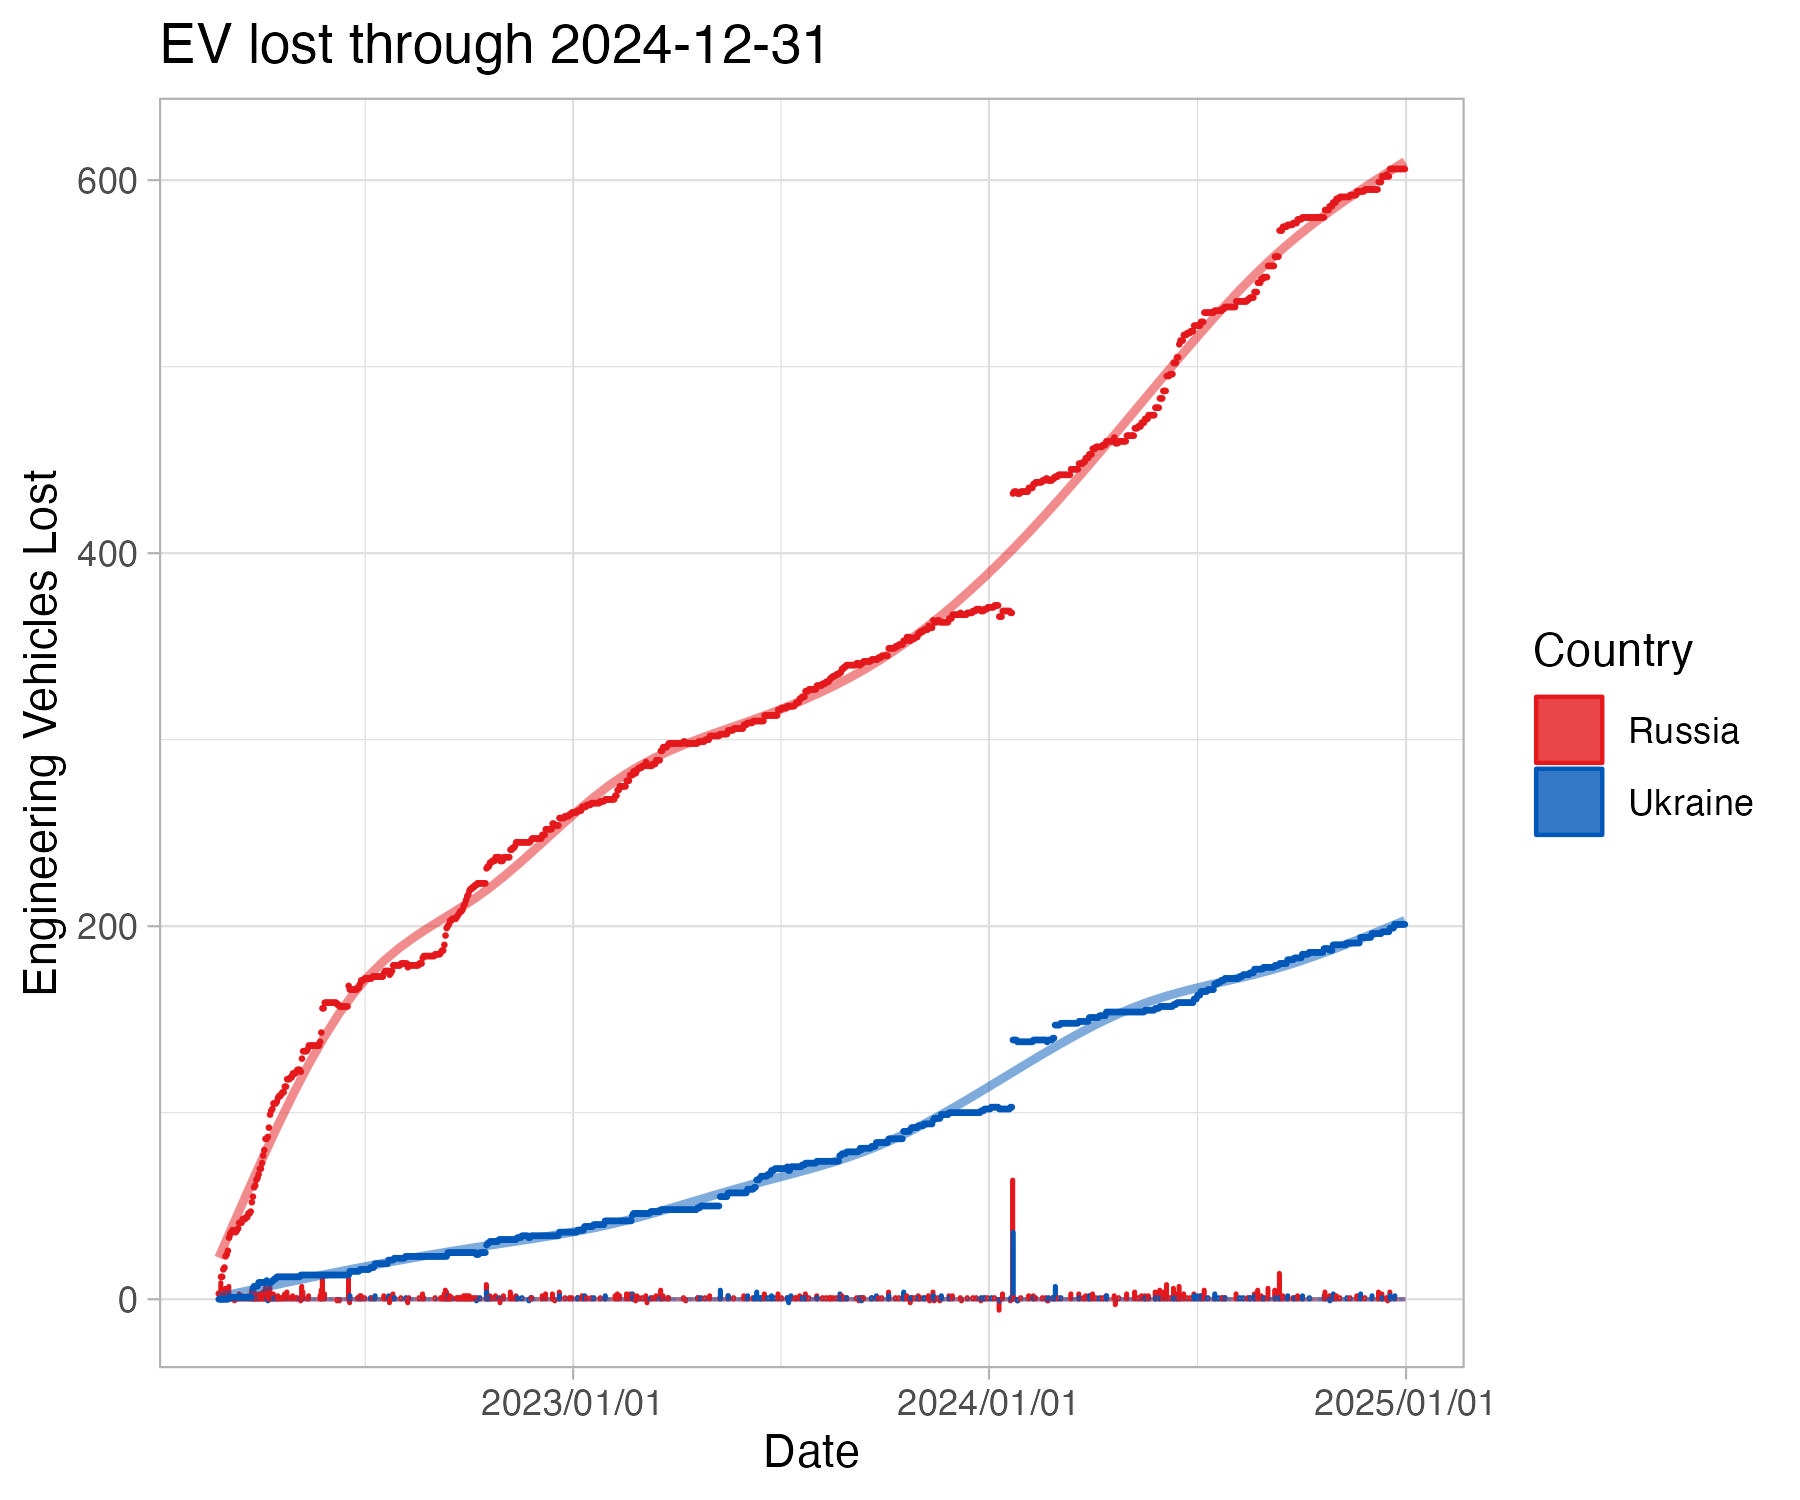 EV lost through 2024-12-31
Engineering Vehicles Lost
600
400
200
0
2023/01/01
2024/01/01
2025/01/01
Date
Country
Russia
Ukraine